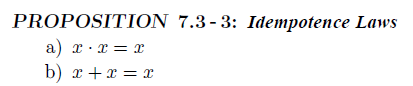 PROPOSITION 7.3-3: Idempotence Laws
a) x · x = x
b) x + x = x